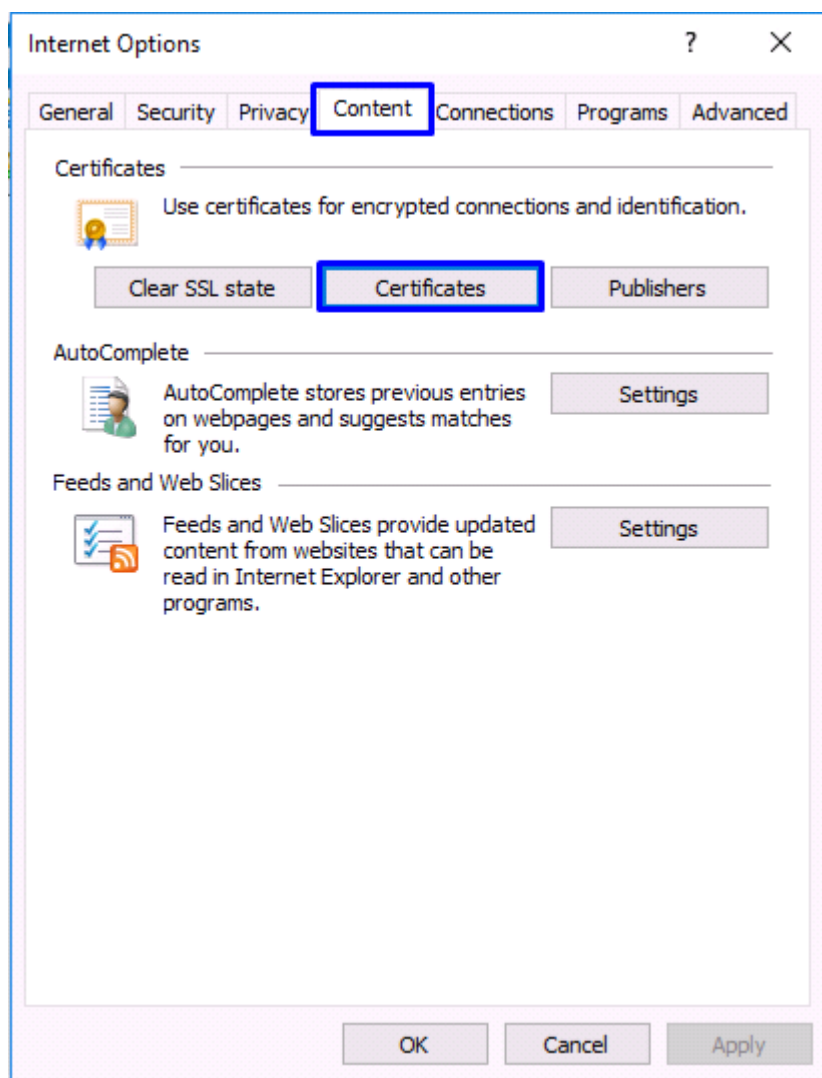 Internet Options ?
General Security Privacy Content Connections Programs Advanced
Certificates
Use certificates for encrypted connections and identification.
Clear SSL state Certificates Publishers
AutoComplete
AutoComplete stores previous entries
on webpages and suggests matches
for you.
Settings
Feeds and Web Slices
Feeds and Web Slices provide updated
content from websites that can be
read in Internet Explorer and other
programs.
Settings
OK Cancel Apply